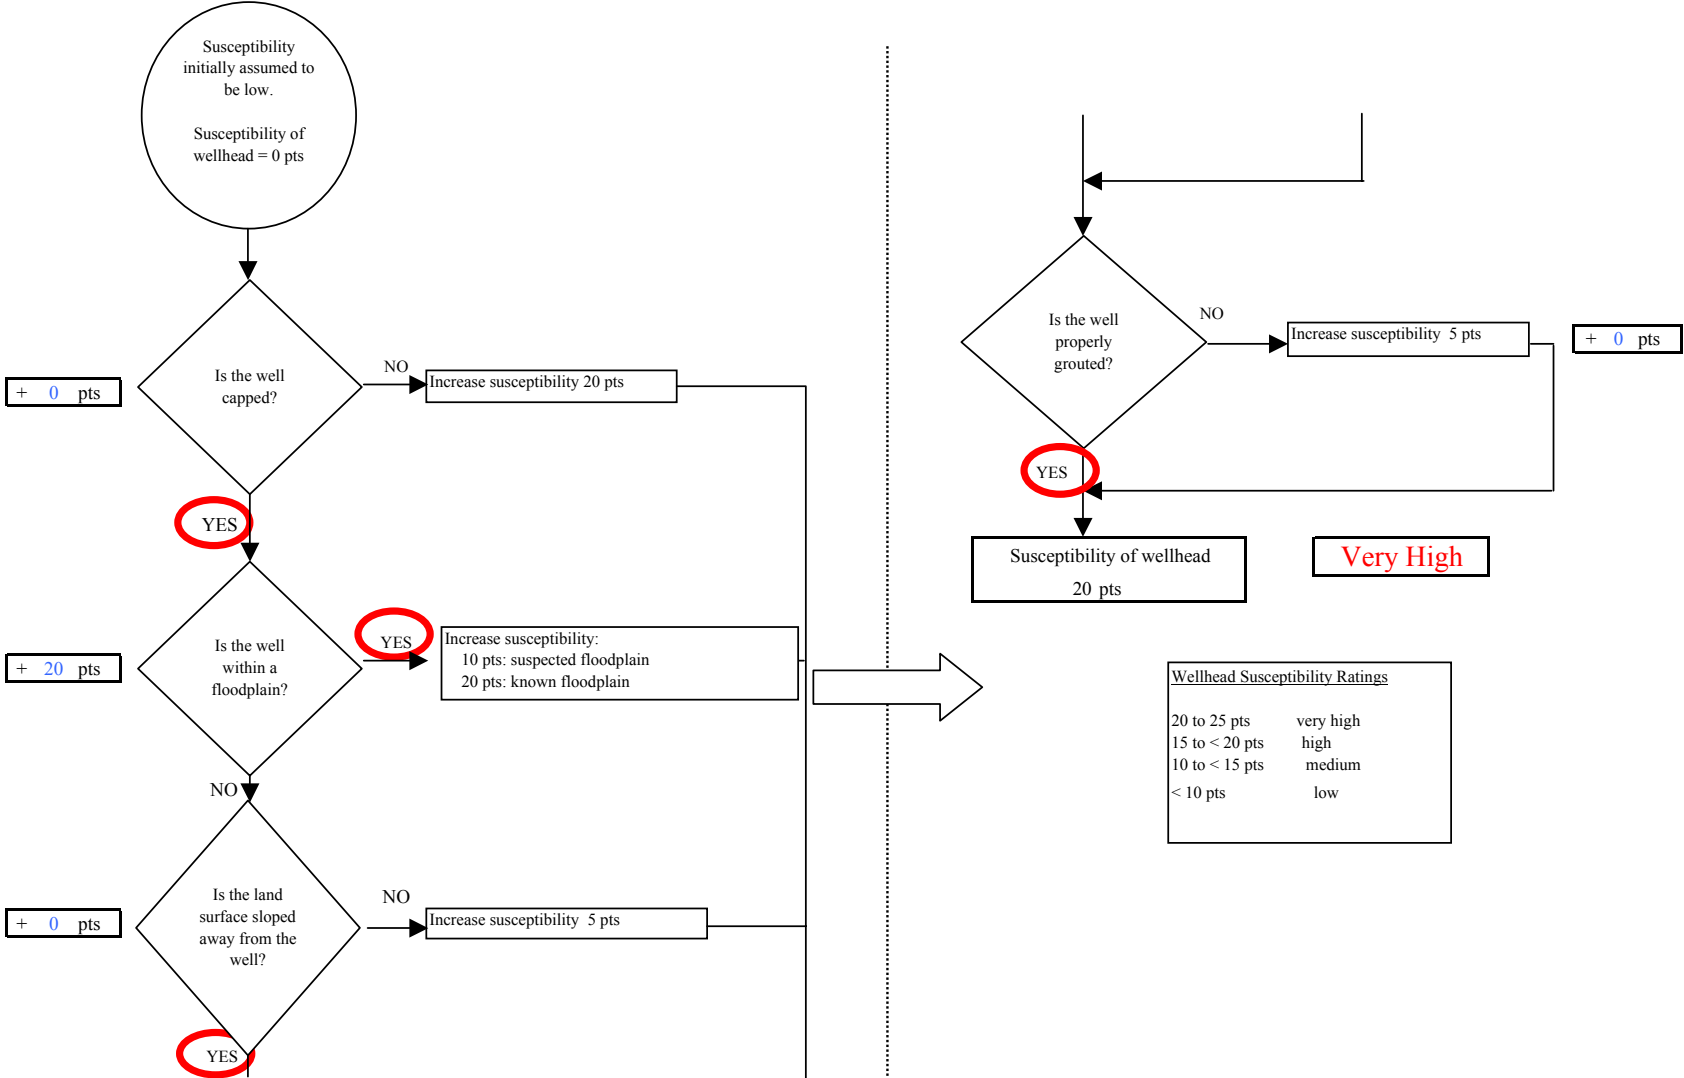 Susceptibility
initially assumed to
be low.
Susceptibility of
wellhead = 0 pts
Is the well
capped?
NO
Increase susceptibility 20 pts
+ 0 pts
YES
Is the well
within a
floodplain?
YES
Increase susceptibility:
10 pts: suspected floodplain
20 pts: known floodplain
+ 20 pts
NO
Is the land
surface sloped
away from the
well?
NO
Increase susceptibility 5 pts
+ 0 pts
YES
Is the well
properly
grouted?
NO
Increase susceptibility 5 pts
+ 0 pts
YES
Susceptibility of wellhead
20 pts
Very High
Wellhead Susceptibility Ratings
20 to 25 pts very high
15 to < 20 pts high
10 to < 15 pts medium
< 10 pts low